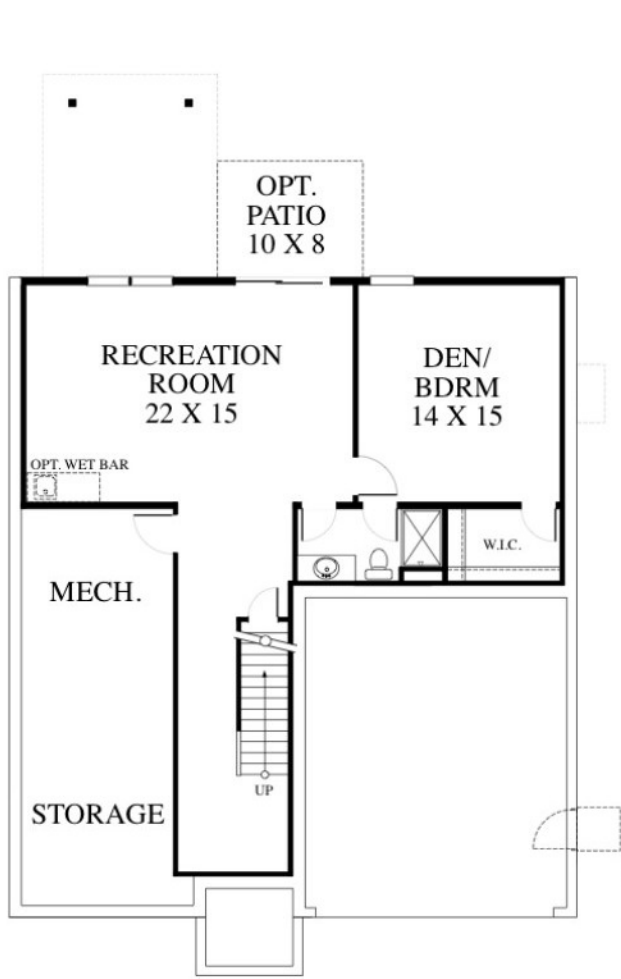 OPT.
PATIO
10 X 8
RECREATION
ROOM
22 X 15
DEN/
BDRM
14 X 15
OPT. WET BAR
W.I.C.
MECH.
UP
STORAGE